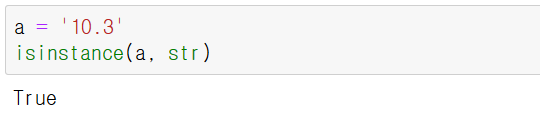 a = '10.3'
isinstance(a, str)
True